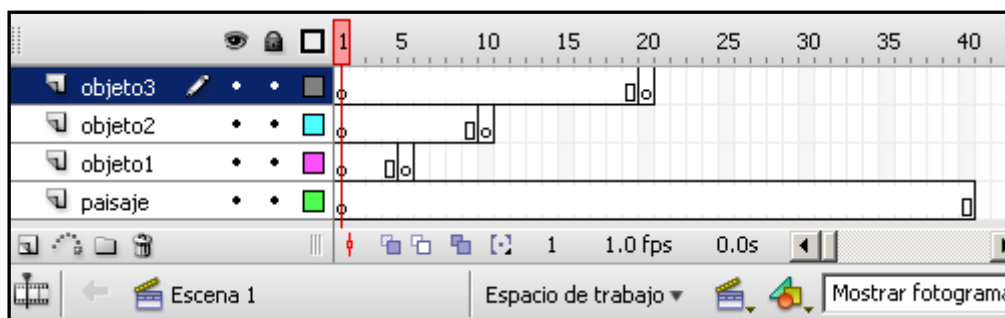 1 5 10 15 20 25 30 35 40
objeto3
objeto2
objeto1
paisaje
1 1.0 fps 0.0s
Escena 1 Espacio de trabajo Mostrar fotograma